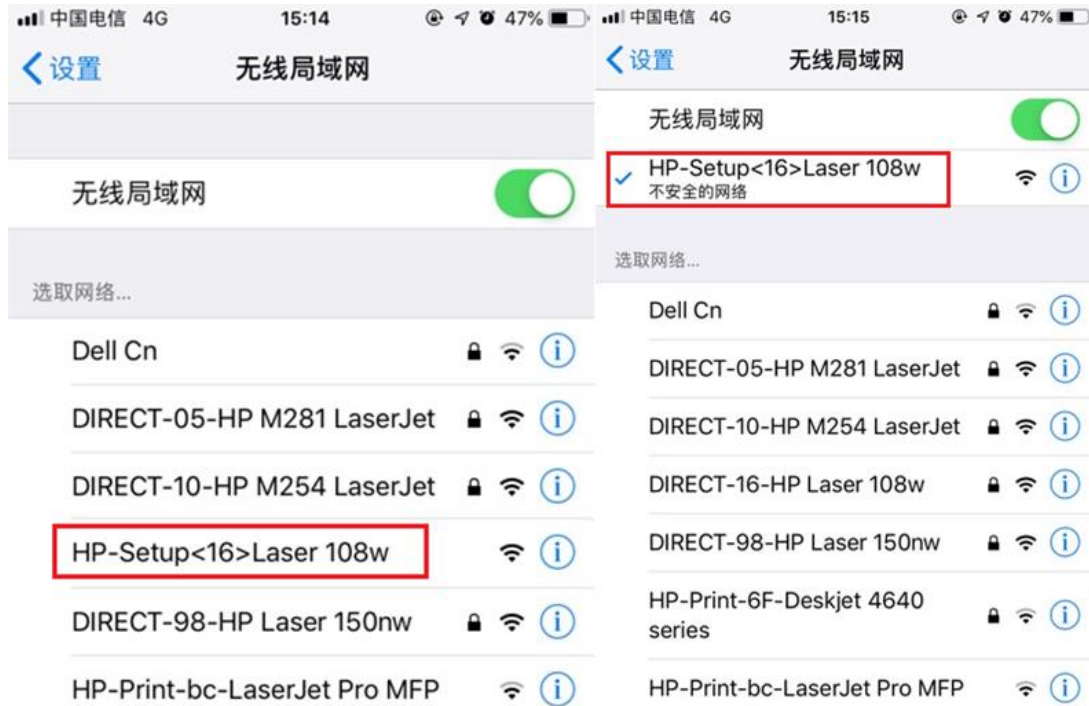 中国电信 4G 15:14 47%
设置 无线局域网
无线局域网
选取网络...
Dell Cn
DIRECT-05-HP M281 LaserJet
DIRECT-10-HP M254 LaserJet
HP-Setup<16>Laser 108w
DIRECT-98-HP Laser 150nw
HP-Print-bc-LaserJet Pro MFP
中国电信 4G 15:15 47%
设置 无线局域网
无线局域网
HP-Setup<16>Laser 108w
不安全的网络
选取网络...
Dell Cn
DIRECT-05-HP M281 LaserJet
DIRECT-10-HP M254 LaserJet
DIRECT-16-HP Laser 108w
DIRECT-98-HP Laser 150nw
HP-Print-6F-Deskjet 4640
series
HP-Print-bc-LaserJet Pro MFP